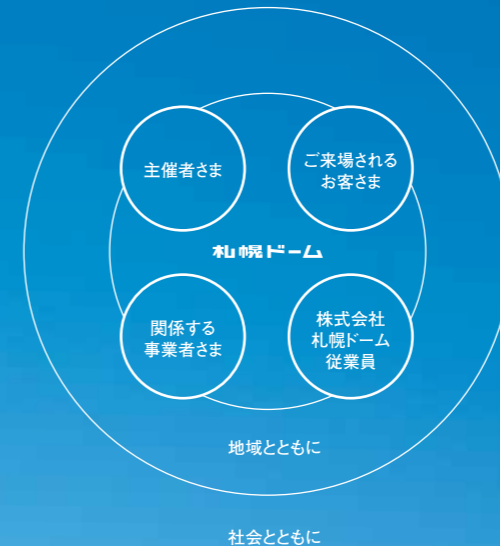 主催者さま
ご来場される
お客さま
札幌ドーム
関係する
事業者さま
株式会社
札幌ドーム
従業員
地域とともに
社会とともに